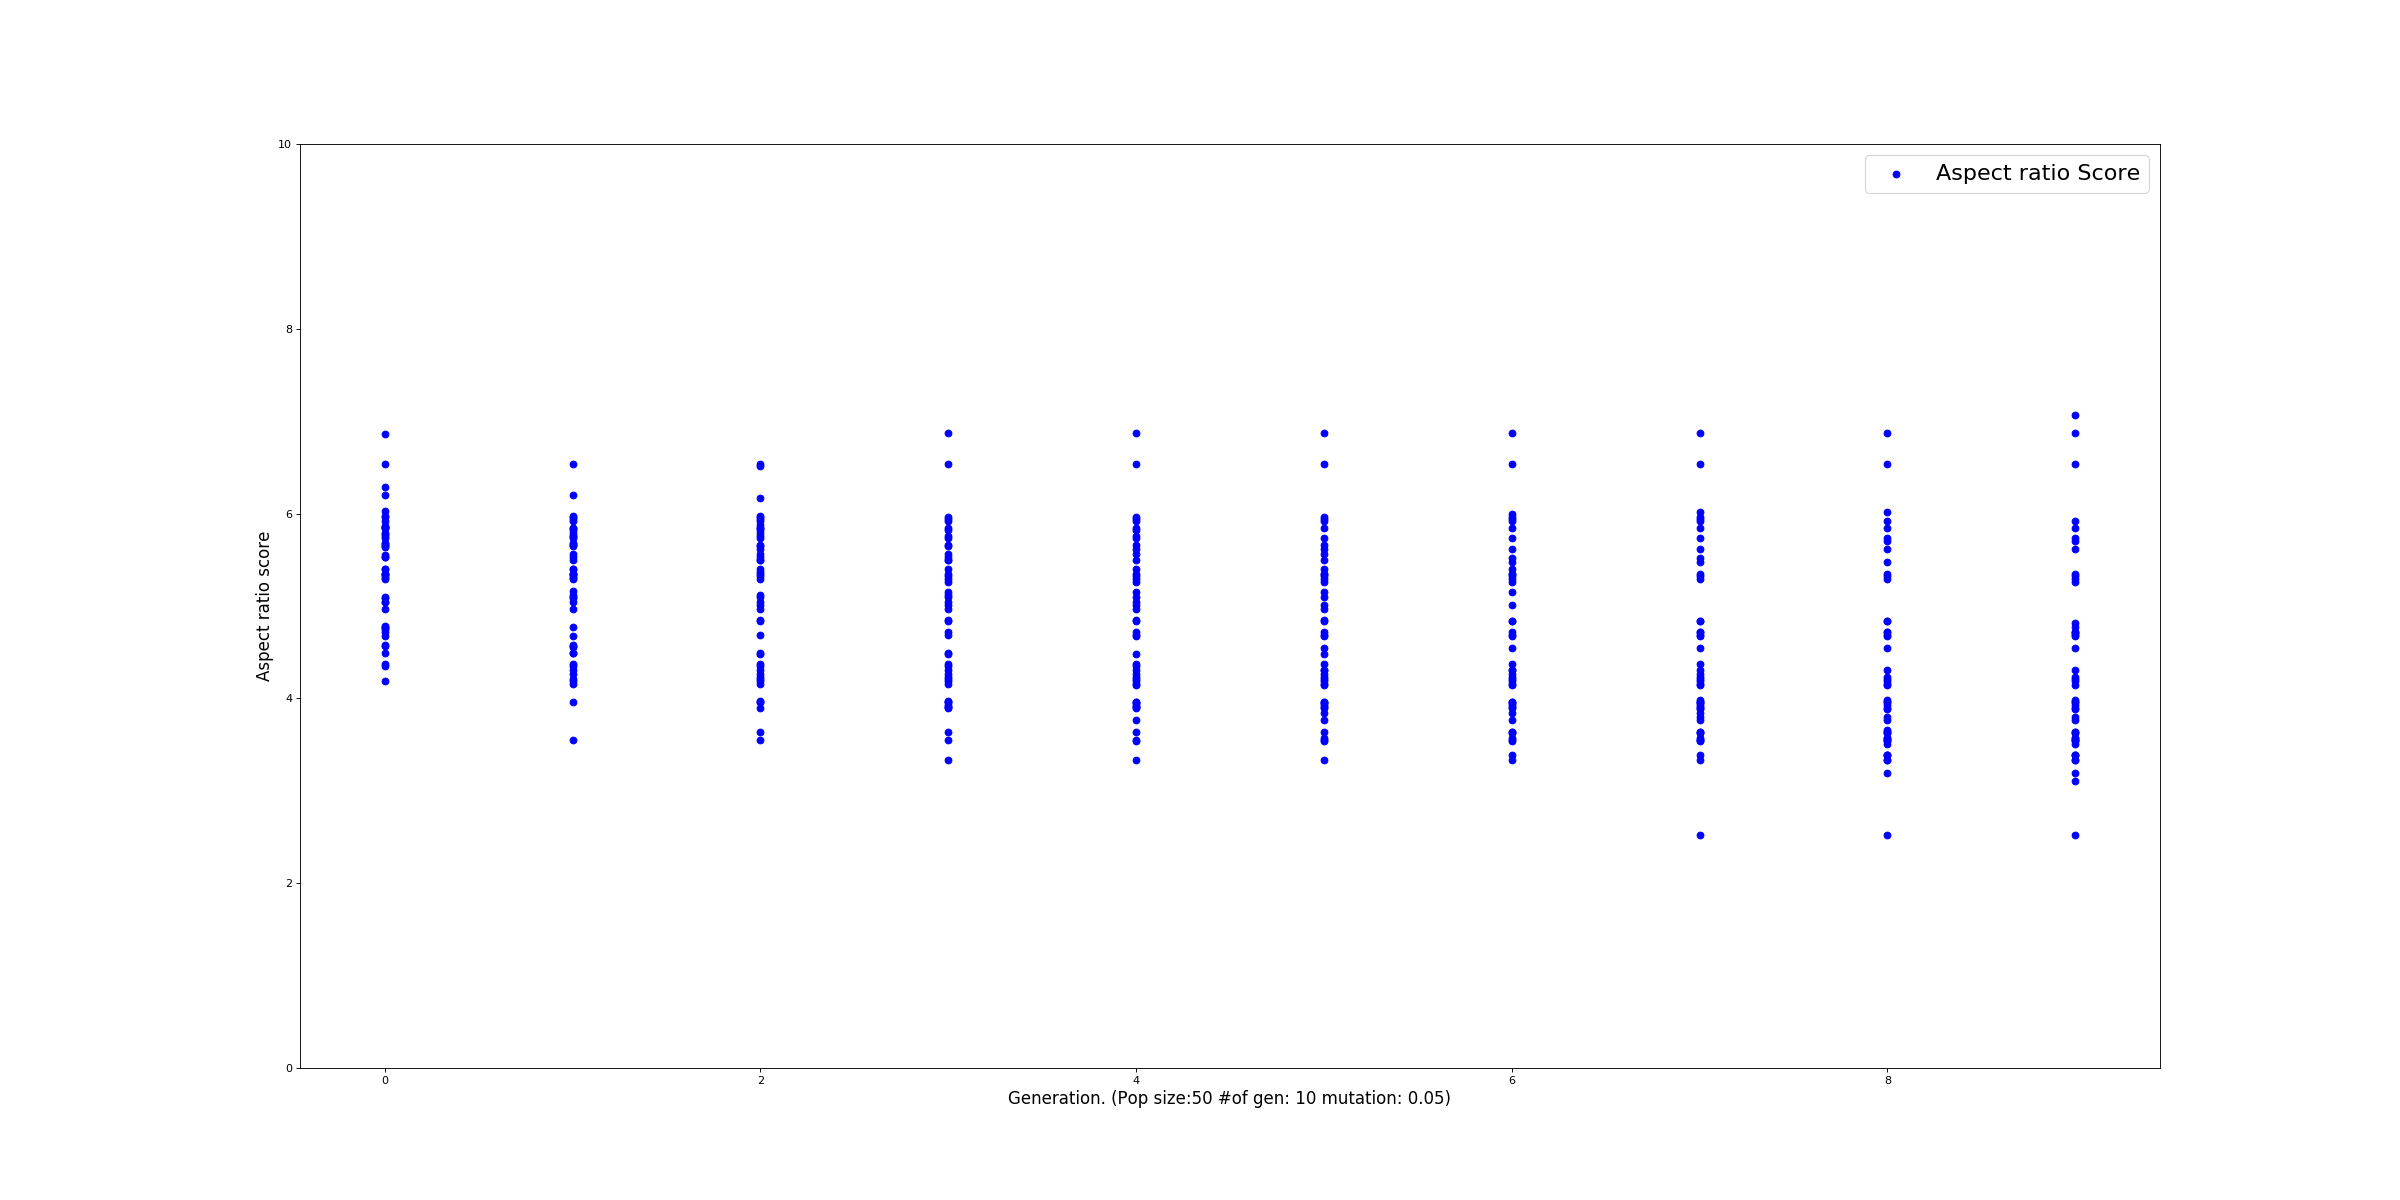 Aspect ratio Score
10
8
6
4
2
0
Aspect ratio score
0 2 4 6 8
Generation. (Pop size:50 #of gen: 10 mutation: 0.05)